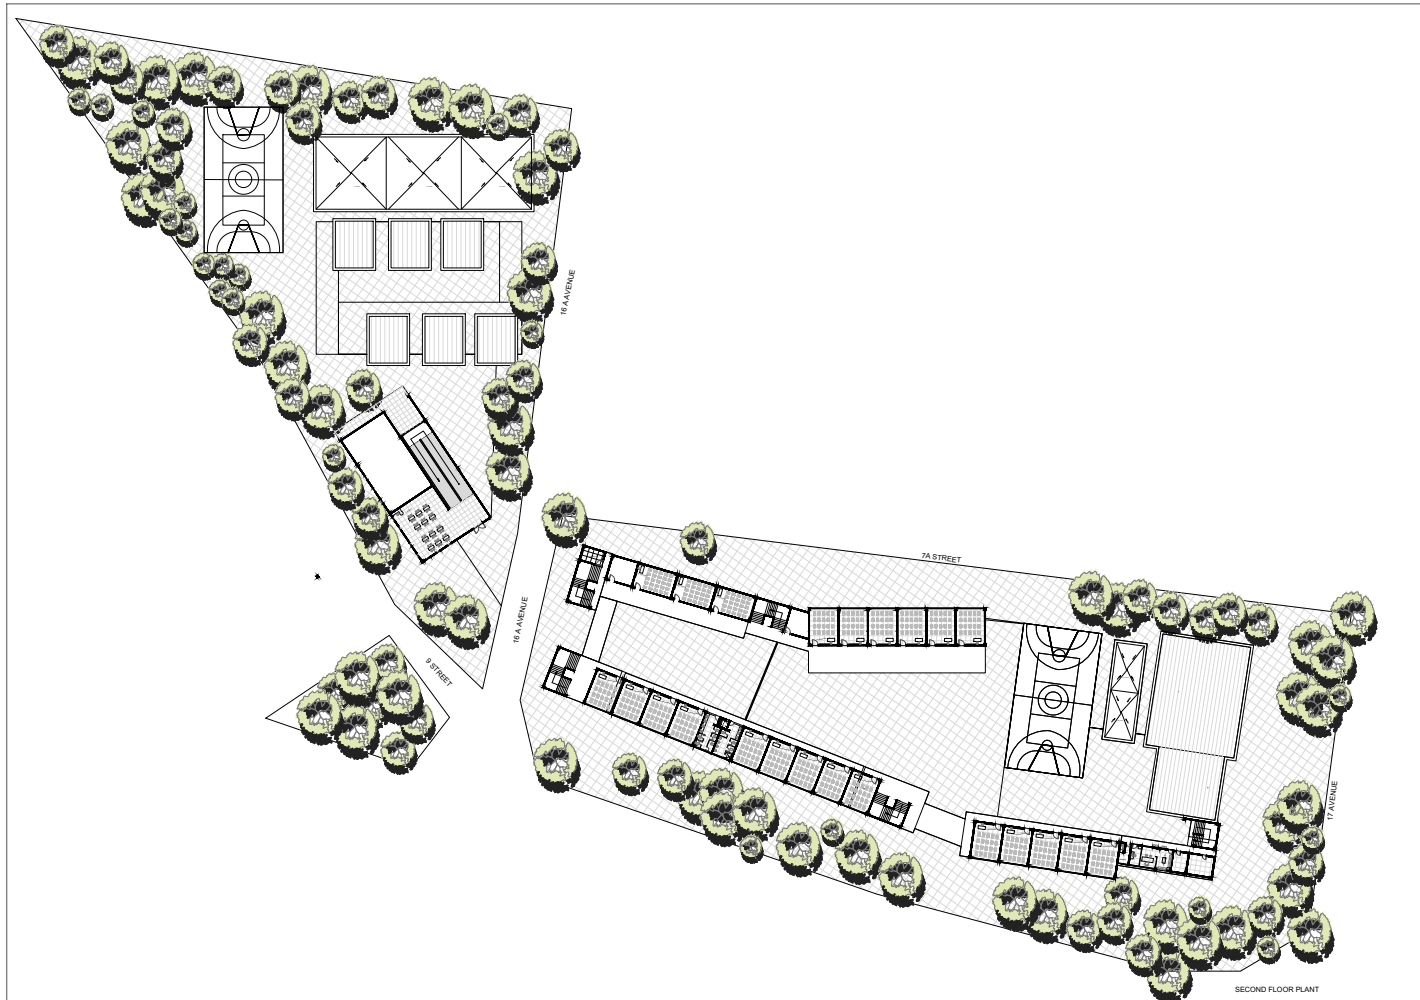 16 A AVENUE
7A STREET
16 A AVENUE
9 STREET
17 AVENUE
SECOND FLOOR PLANT